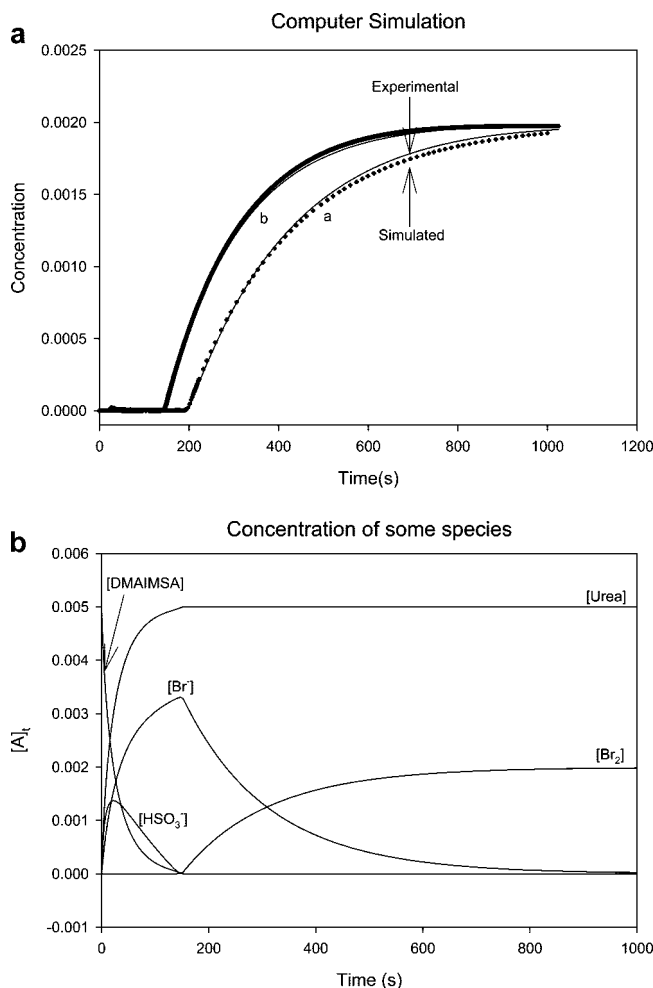 a
Computer Simulation
0.0025
0.0020
0.0015
0.0010
0.0005
0.0000
Concentration
Experimental
b
a
Simulated
0 200 400 600 800 1000 1200
Time(s)
b
Concentration of some species
0.006
0.005
0.004
0.003
0.002
0.001
0.000
-0.001
[A]t
[DMAIMSA]
[Urea]
[Br-]
[Br2]
[HSO3-]
0 200 400 600 800 1000
Time (s)